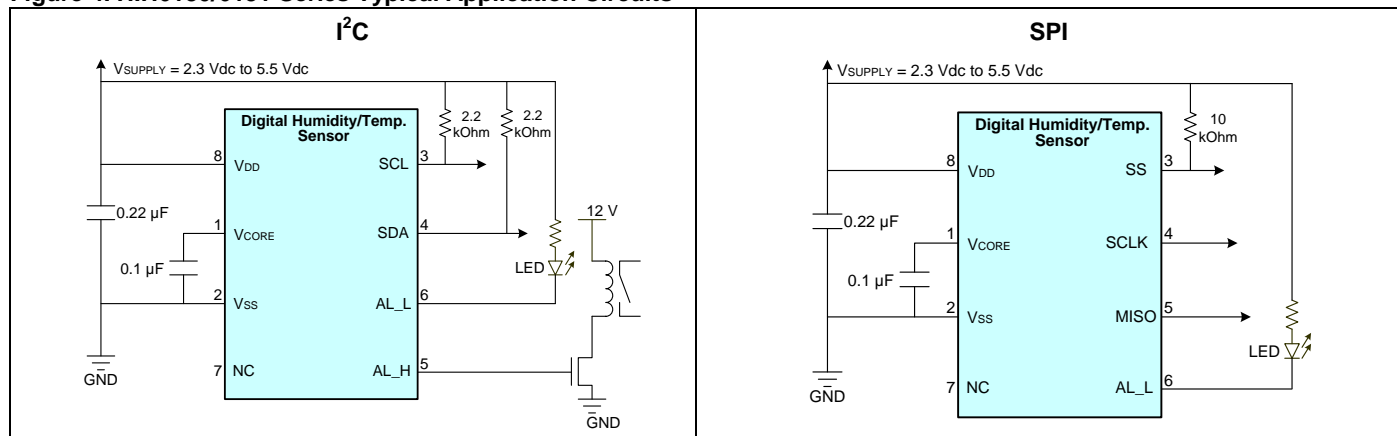 I²C
VSUPPLY = 2.3 Vdc to 5.5 Vdc
Digital Humidity/Temp.
Sensor
2.2
kOhm
2.2
kOhm
8
VDD
SCL
3
0.22 µF
1
VCORE
SDA
4
12 V
0.1 µF
LED
2
VSS
AL_L
6
7
NC
AL_H
5
GND
GND
SPI
VSUPPLY = 2.3 Vdc to 5.5 Vdc
Digital Humidity/Temp.
Sensor
10
kOhm
8
VDD
SS
3
0.22 µF
1
VCORE
SCLK
4
0.1 µF
2
VSS
MISO
5
LED
7
NC
AL_L
6
GND